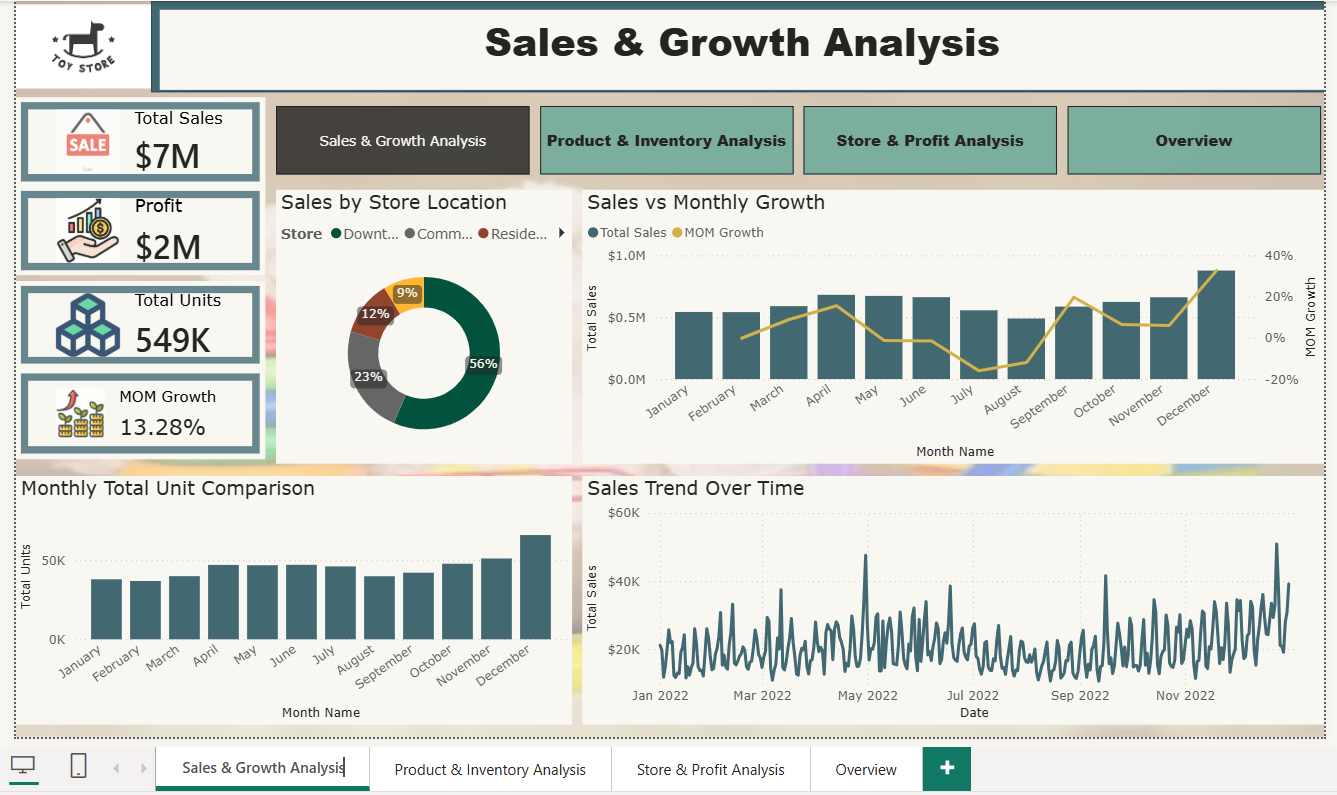 TOY STORE
Sales & Growth Analysis
SALE
Total Sales
$7M
Profit
$2M
Total Units
549K
MOM Growth
13.28%
Sales & Growth Analysis
Product & Inventory Analysis
Store & Profit Analysis
Overview
Sales by Store Location
Store Downt... Comm... Reside...
9%
12%
23%
56%
Sales vs Monthly Growth
Total Sales MOM Growth
$1.0M
$0.5M
$0.0M
Total Sales
40%
20%
0%
-20%
MOM Growth
January February March April May June July August September October November December
Month Name
Monthly Total Unit Comparison
Total Units
50K
0K
January February March April May June July August September October November December
Month Name
Sales Trend Over Time
Total Sales
$60K
$40K
$20K
Jan 2022 Mar 2022 May 2022 Jul 2022 Sep 2022 Nov 2022
Date
Sales & Growth Analysis
Product & Inventory Analysis
Store & Profit Analysis
Overview
+